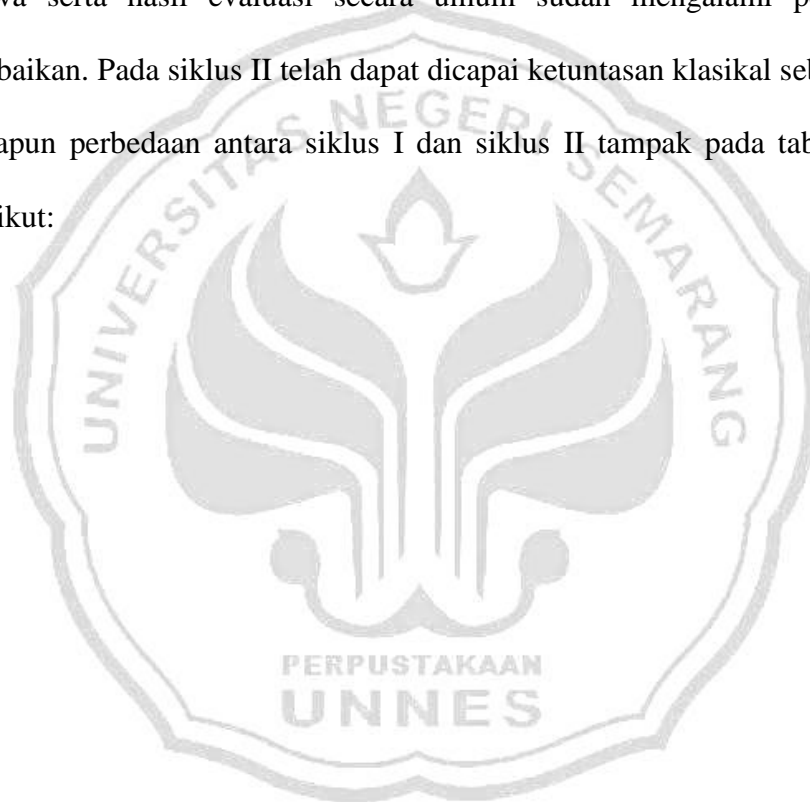 serta hasil evaluasi secara umum sudah mengalami
baikan. Pada siklus II telah dapat dicapai ketuntasan klasikal
apun perbedaan antara siklus I dan siklus II tampak pada tab
ikut:
UNIVERSITAS NEGERI SEMARANG
PERPUSTAKAAN
UNNES